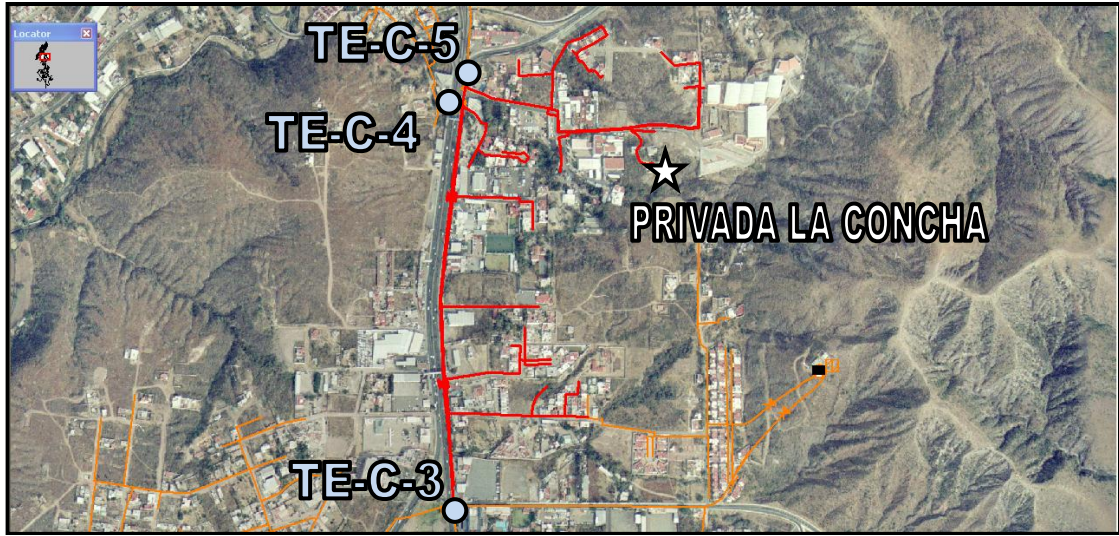 Locator
TE-C-5
TE-C-4
PRIVADA LA CONCHA
TE-C-3